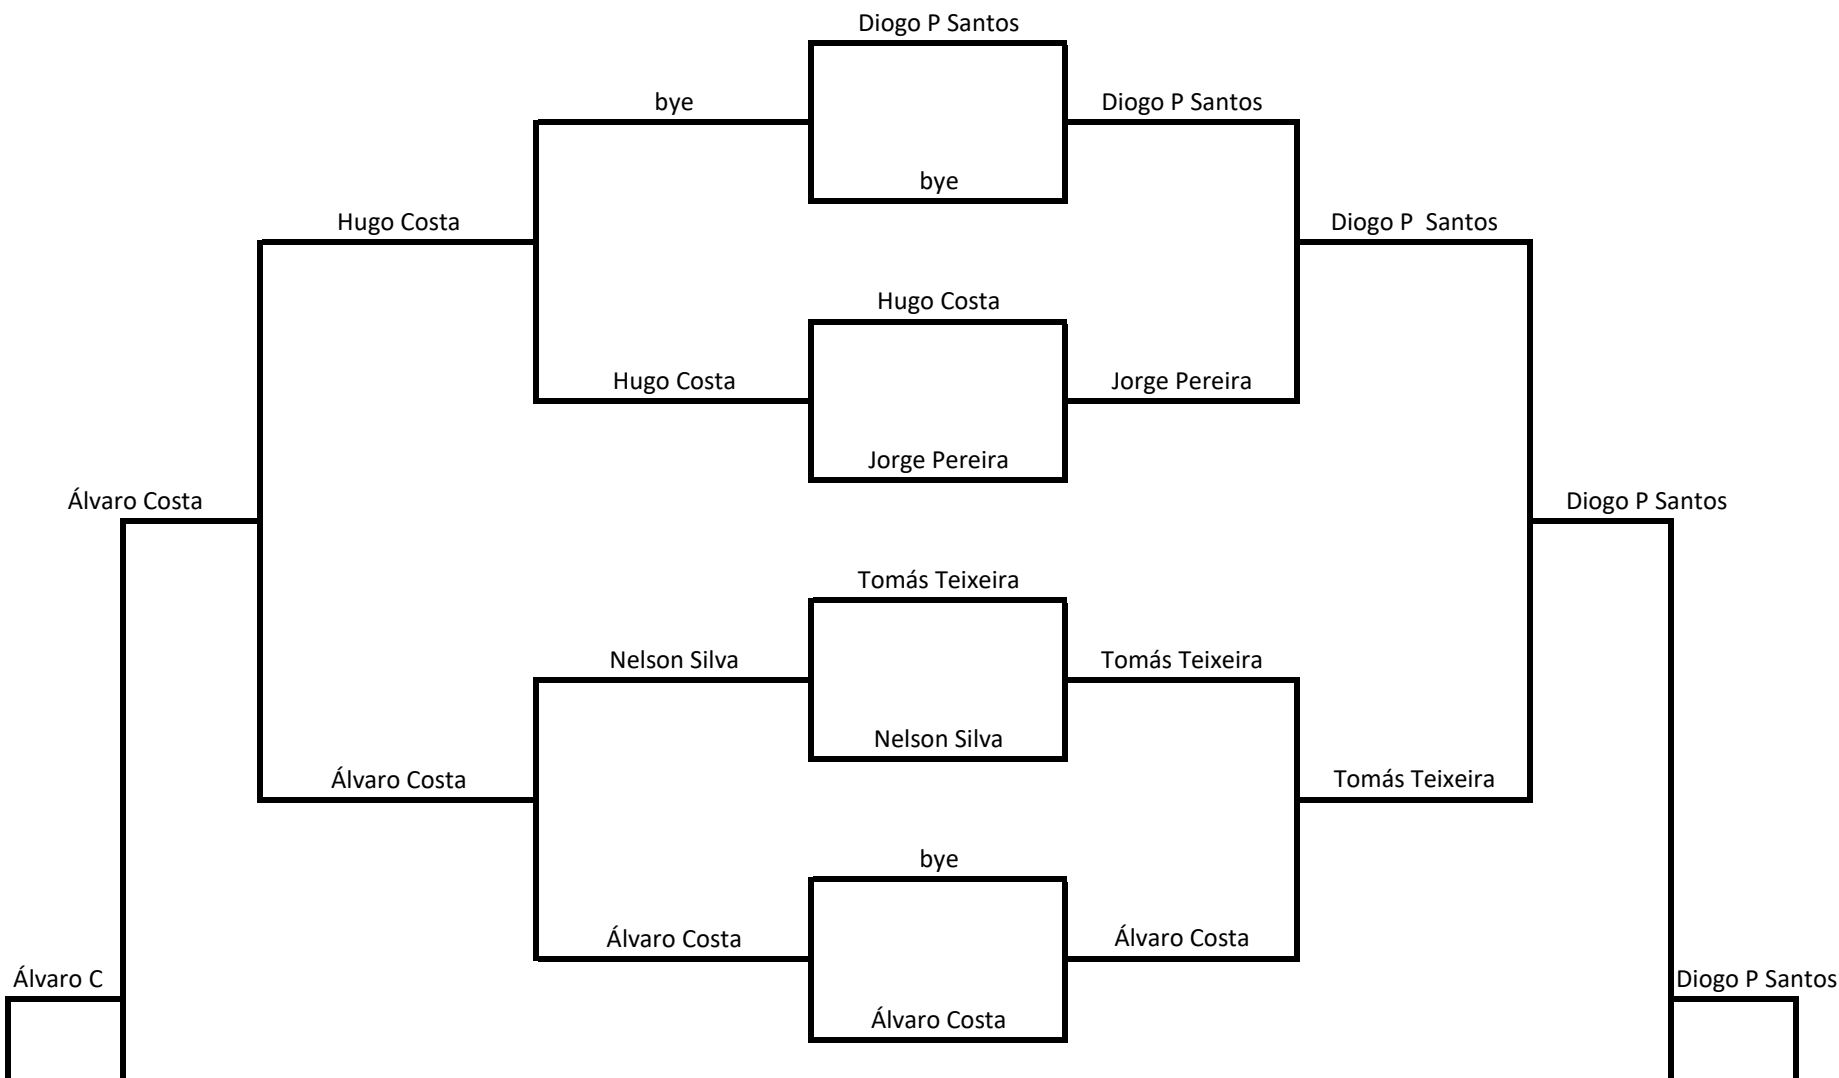 Diogo P Santos
bye
Diogo P Santos
bye
Hugo Costa
Diogo P  Santos
Hugo Costa
Hugo Costa
Jorge Pereira
Jorge Pereira
Álvaro Costa
Diogo P Santos
Tomás Teixeira
Nelson Silva
Tomás Teixeira
Nelson Silva
Álvaro Costa
Tomás Teixeira
bye
Álvaro Costa
Álvaro Costa
Álvaro C
Diogo P Santos
Álvaro Costa